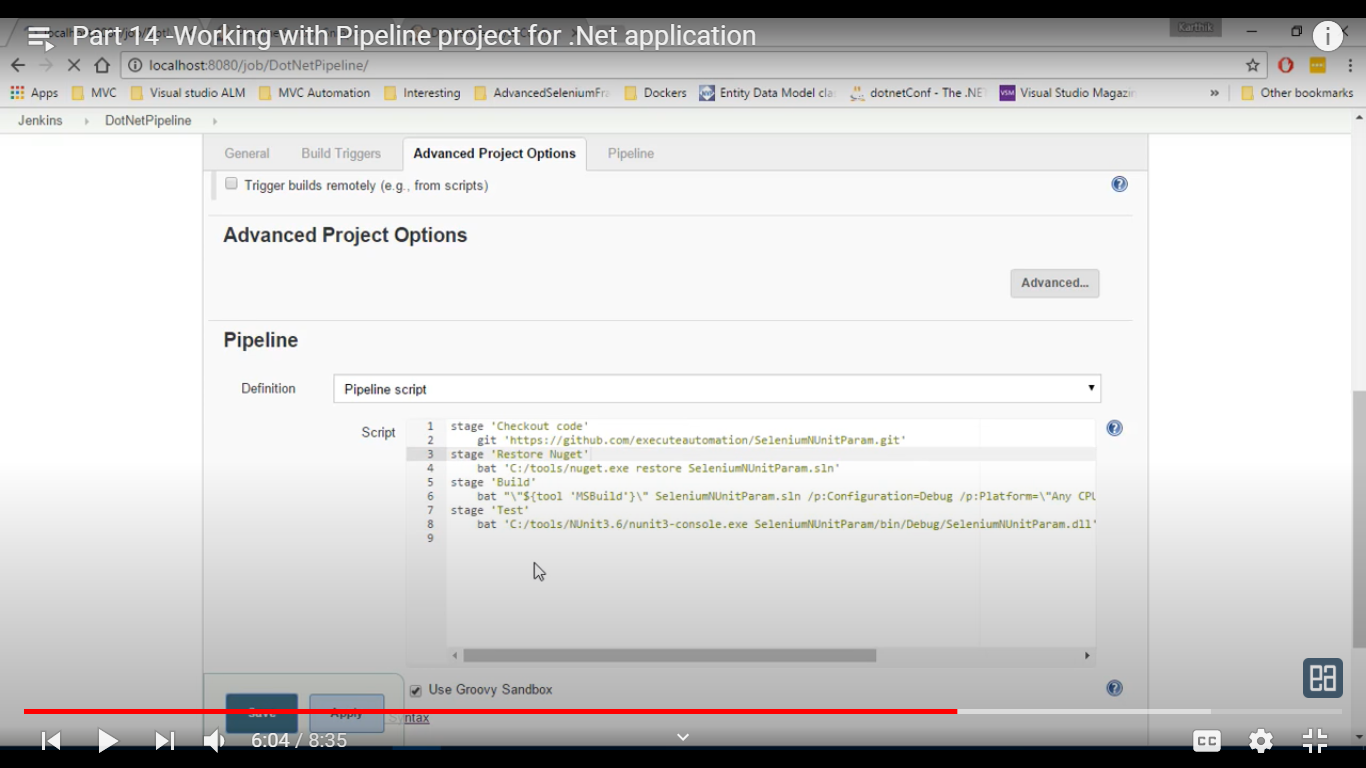 Part 14 -Working with Pipeline project for .Net application
Karthik
localhost:8080/job/DotNetPipeline/
Apps MVC Visual studio ALM MVC Automation Interesting AdvancedSeleniumFra Dockers Entity Data Model cla dotnetConf - The .NE Visual Studio Magazin » Other bookmarks
Jenkins DotNetPipeline
General Build Triggers Advanced Project Options Pipeline
Trigger builds remotely (e.g., from scripts)
Advanced Project Options
Advanced...
Pipeline
Definition Pipeline script
Script
1 stage 'Checkout code'
2 git 'https://github.com/executeautomation/SeleniumNUnitParam.git'
3 stage 'Restore Nuget'
4 bat 'C:/tools/nuget.exe restore SeleniumNUnitParam.sln'
5 stage 'Build'
6 bat "\"${tool 'MSBuild'}\" SeleniumNUnitParam.sln /p:Configuration=Debug /p:Platform=\"Any CPU
7 stage 'Test'
8 bat 'C:/tools/NUnit3.6/nunit3-console.exe SeleniumNUnitParam/bin/Debug/SeleniumNUnitParam.dll'
9
Use Groovy Sandbox
Save Apply Syntax
6:04 / 8:35
CC